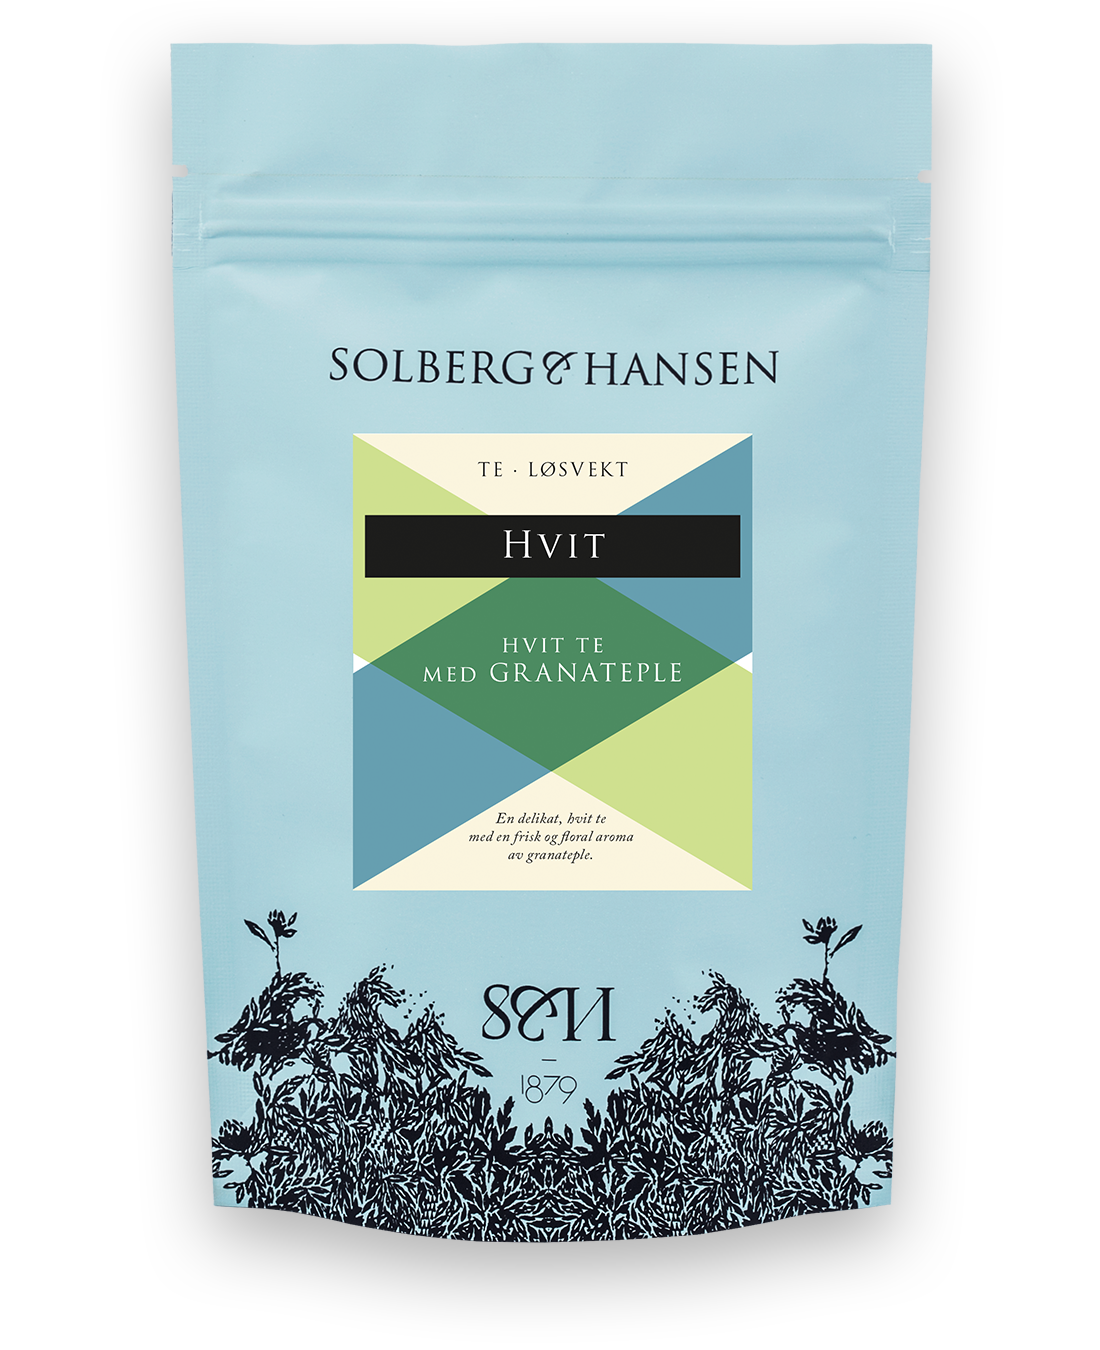 SOLBERG & HANSEN
TE · LØSVEKT
HVIT
HVIT TE
MED GRANATEPLE
En delikat, hvit te
med en frisk og floral aroma
av granateple.
S&H
–
1879